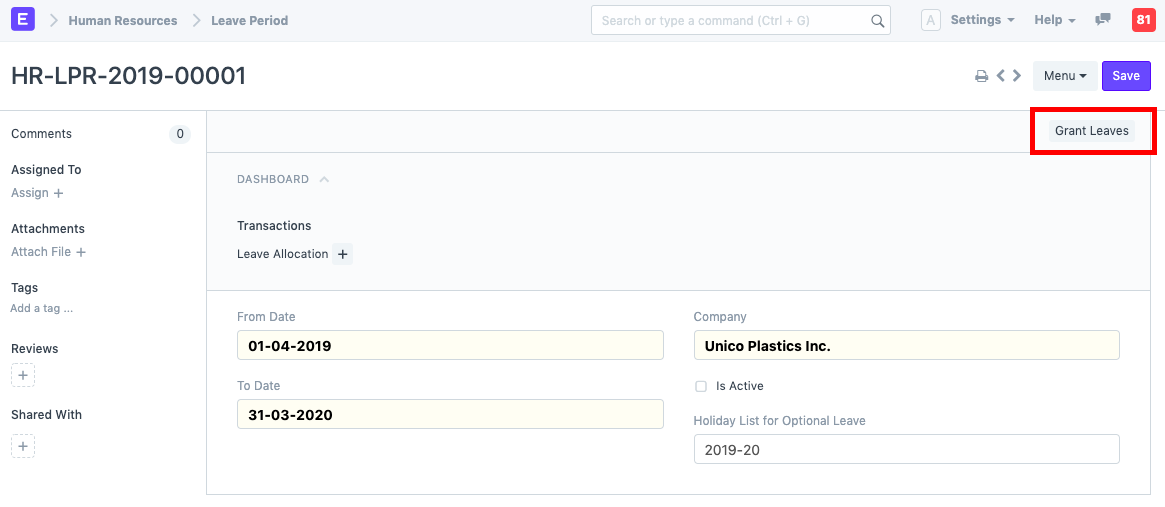 E Human Resources Leave Period Search or type a command (Ctrl + G) A Settings Help 81
HR-LPR-2019-00001 Menu Save
Comments 0
Grant Leaves
Assigned To
Assign +
Attachments
Attach File +
Tags
Add a tag ...
Reviews
+
Shared With
+
DASHBOARD
Transactions
Leave Allocation +
From Date
01-04-2019
To Date
31-03-2020
Company
Unico Plastics Inc.
Is Active
Holiday List for Optional Leave
2019-20